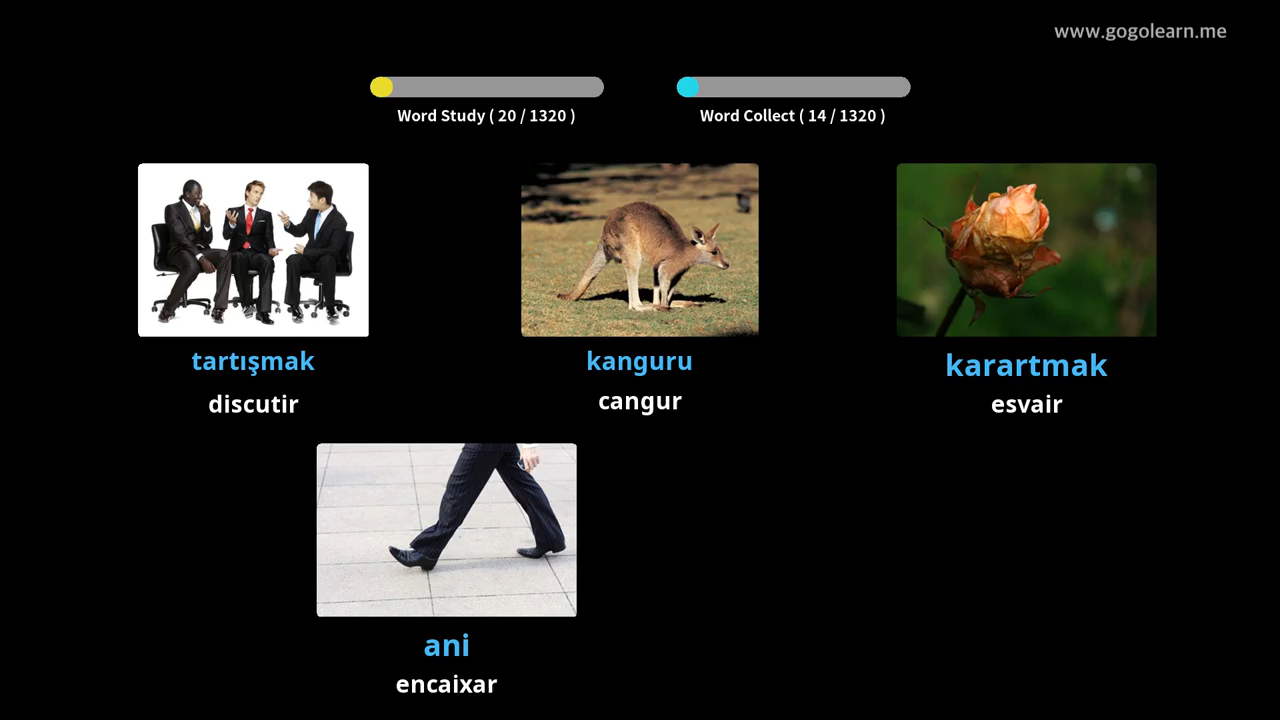 www.gogolearn.me
Word Study ( 20 / 1320 )
Word Collect ( 14 / 1320 )
tartışmak
discutir
kanguru
cangur
karartmak
esvair
ani
encaixar